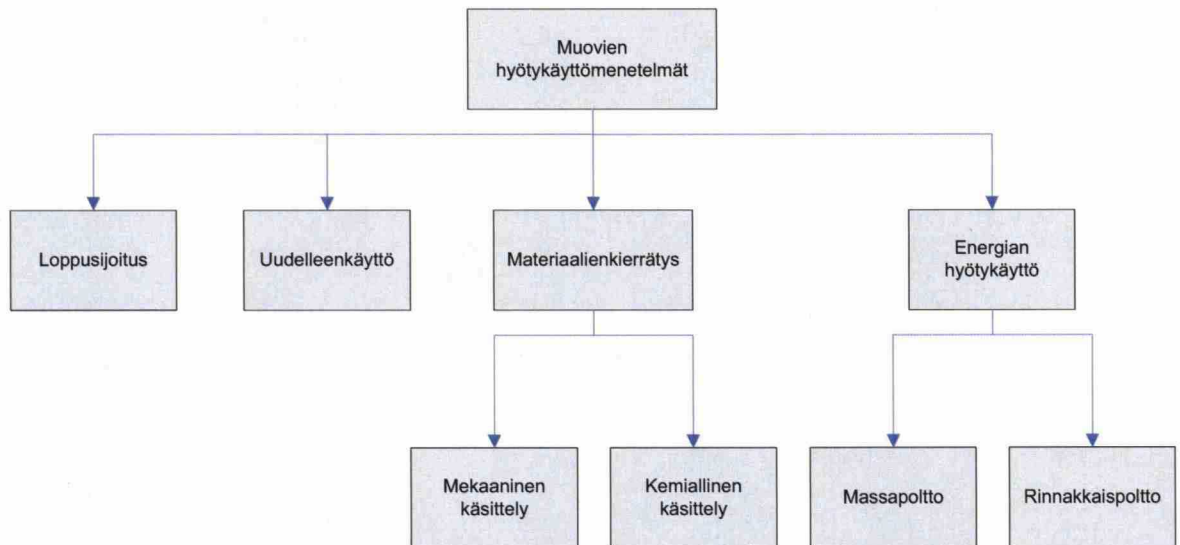 Muovien
hyötykäyttömenetelmät
Loppusijoitus
Uudelleenkäyttö
Materiaalienkierrätys
Energian
hyötykäyttö
Mekaaninen
käsittely
Kemiallinen
käsittely
Massapoltto
Rinnakkaispoltto